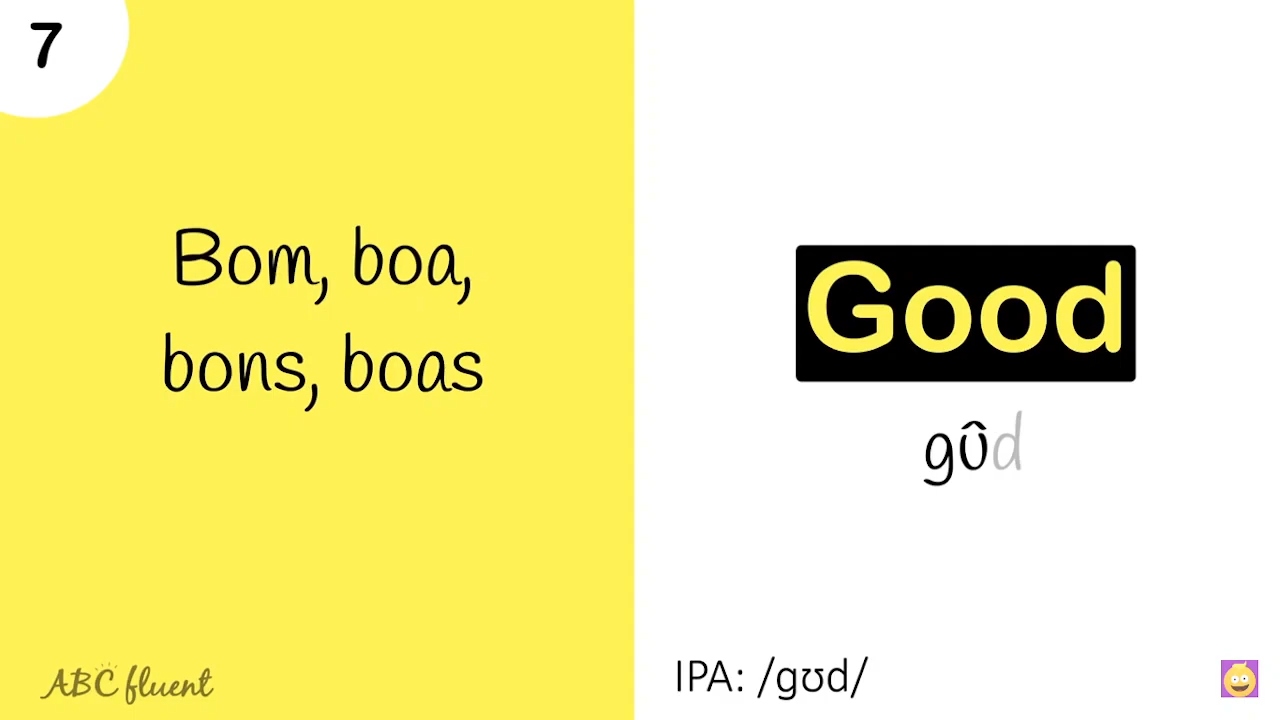 7
Bom, boa,
bons, boas
Good
gʊ̂d
IPA: /gʊd/
ABC fluent